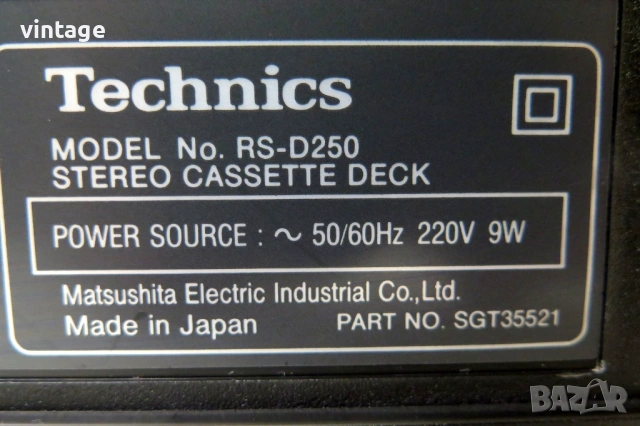 vintage
Technics
MODEL No. RS-D250
STEREO CASSETTE DECK
POWER SOURCE : ~ 50/60Hz 220V 9W
Matsushita Electric Industrial Co.,Ltd.
Made in Japan PART NO. SGT35521
BAZAR